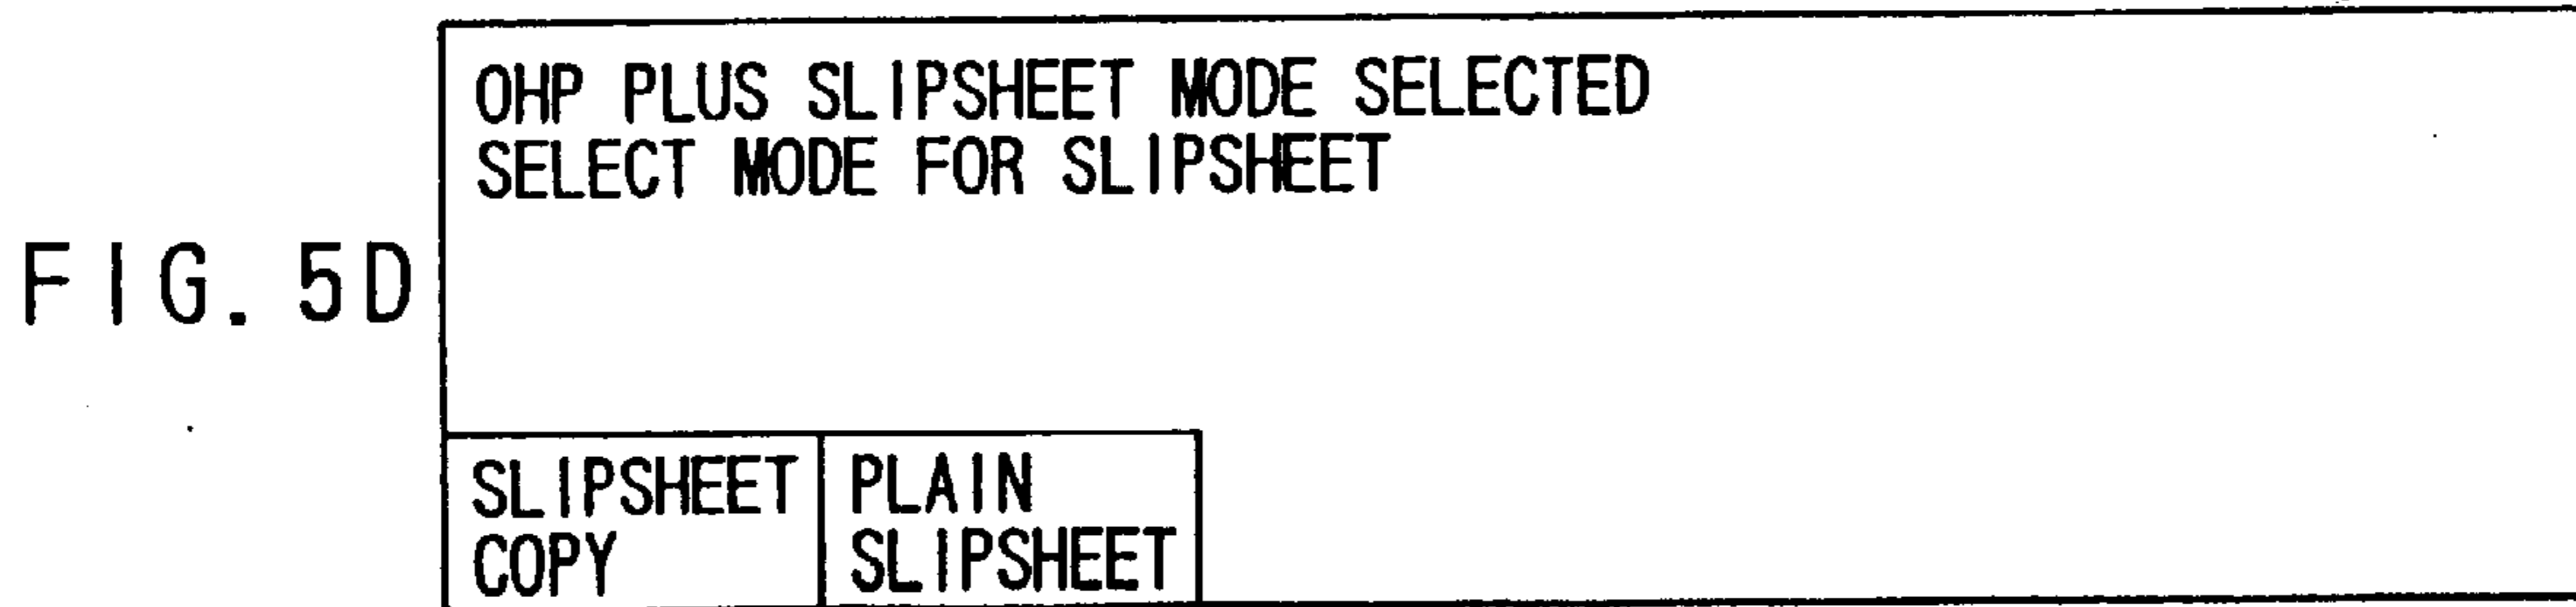 OHP PLUS SLIPSHEET MODE SELECTED
SELECT MODE FOR SLIPSHEET
FIG. 5D
SLIPSHEET
COPY
PLAIN
SLIPSHEET